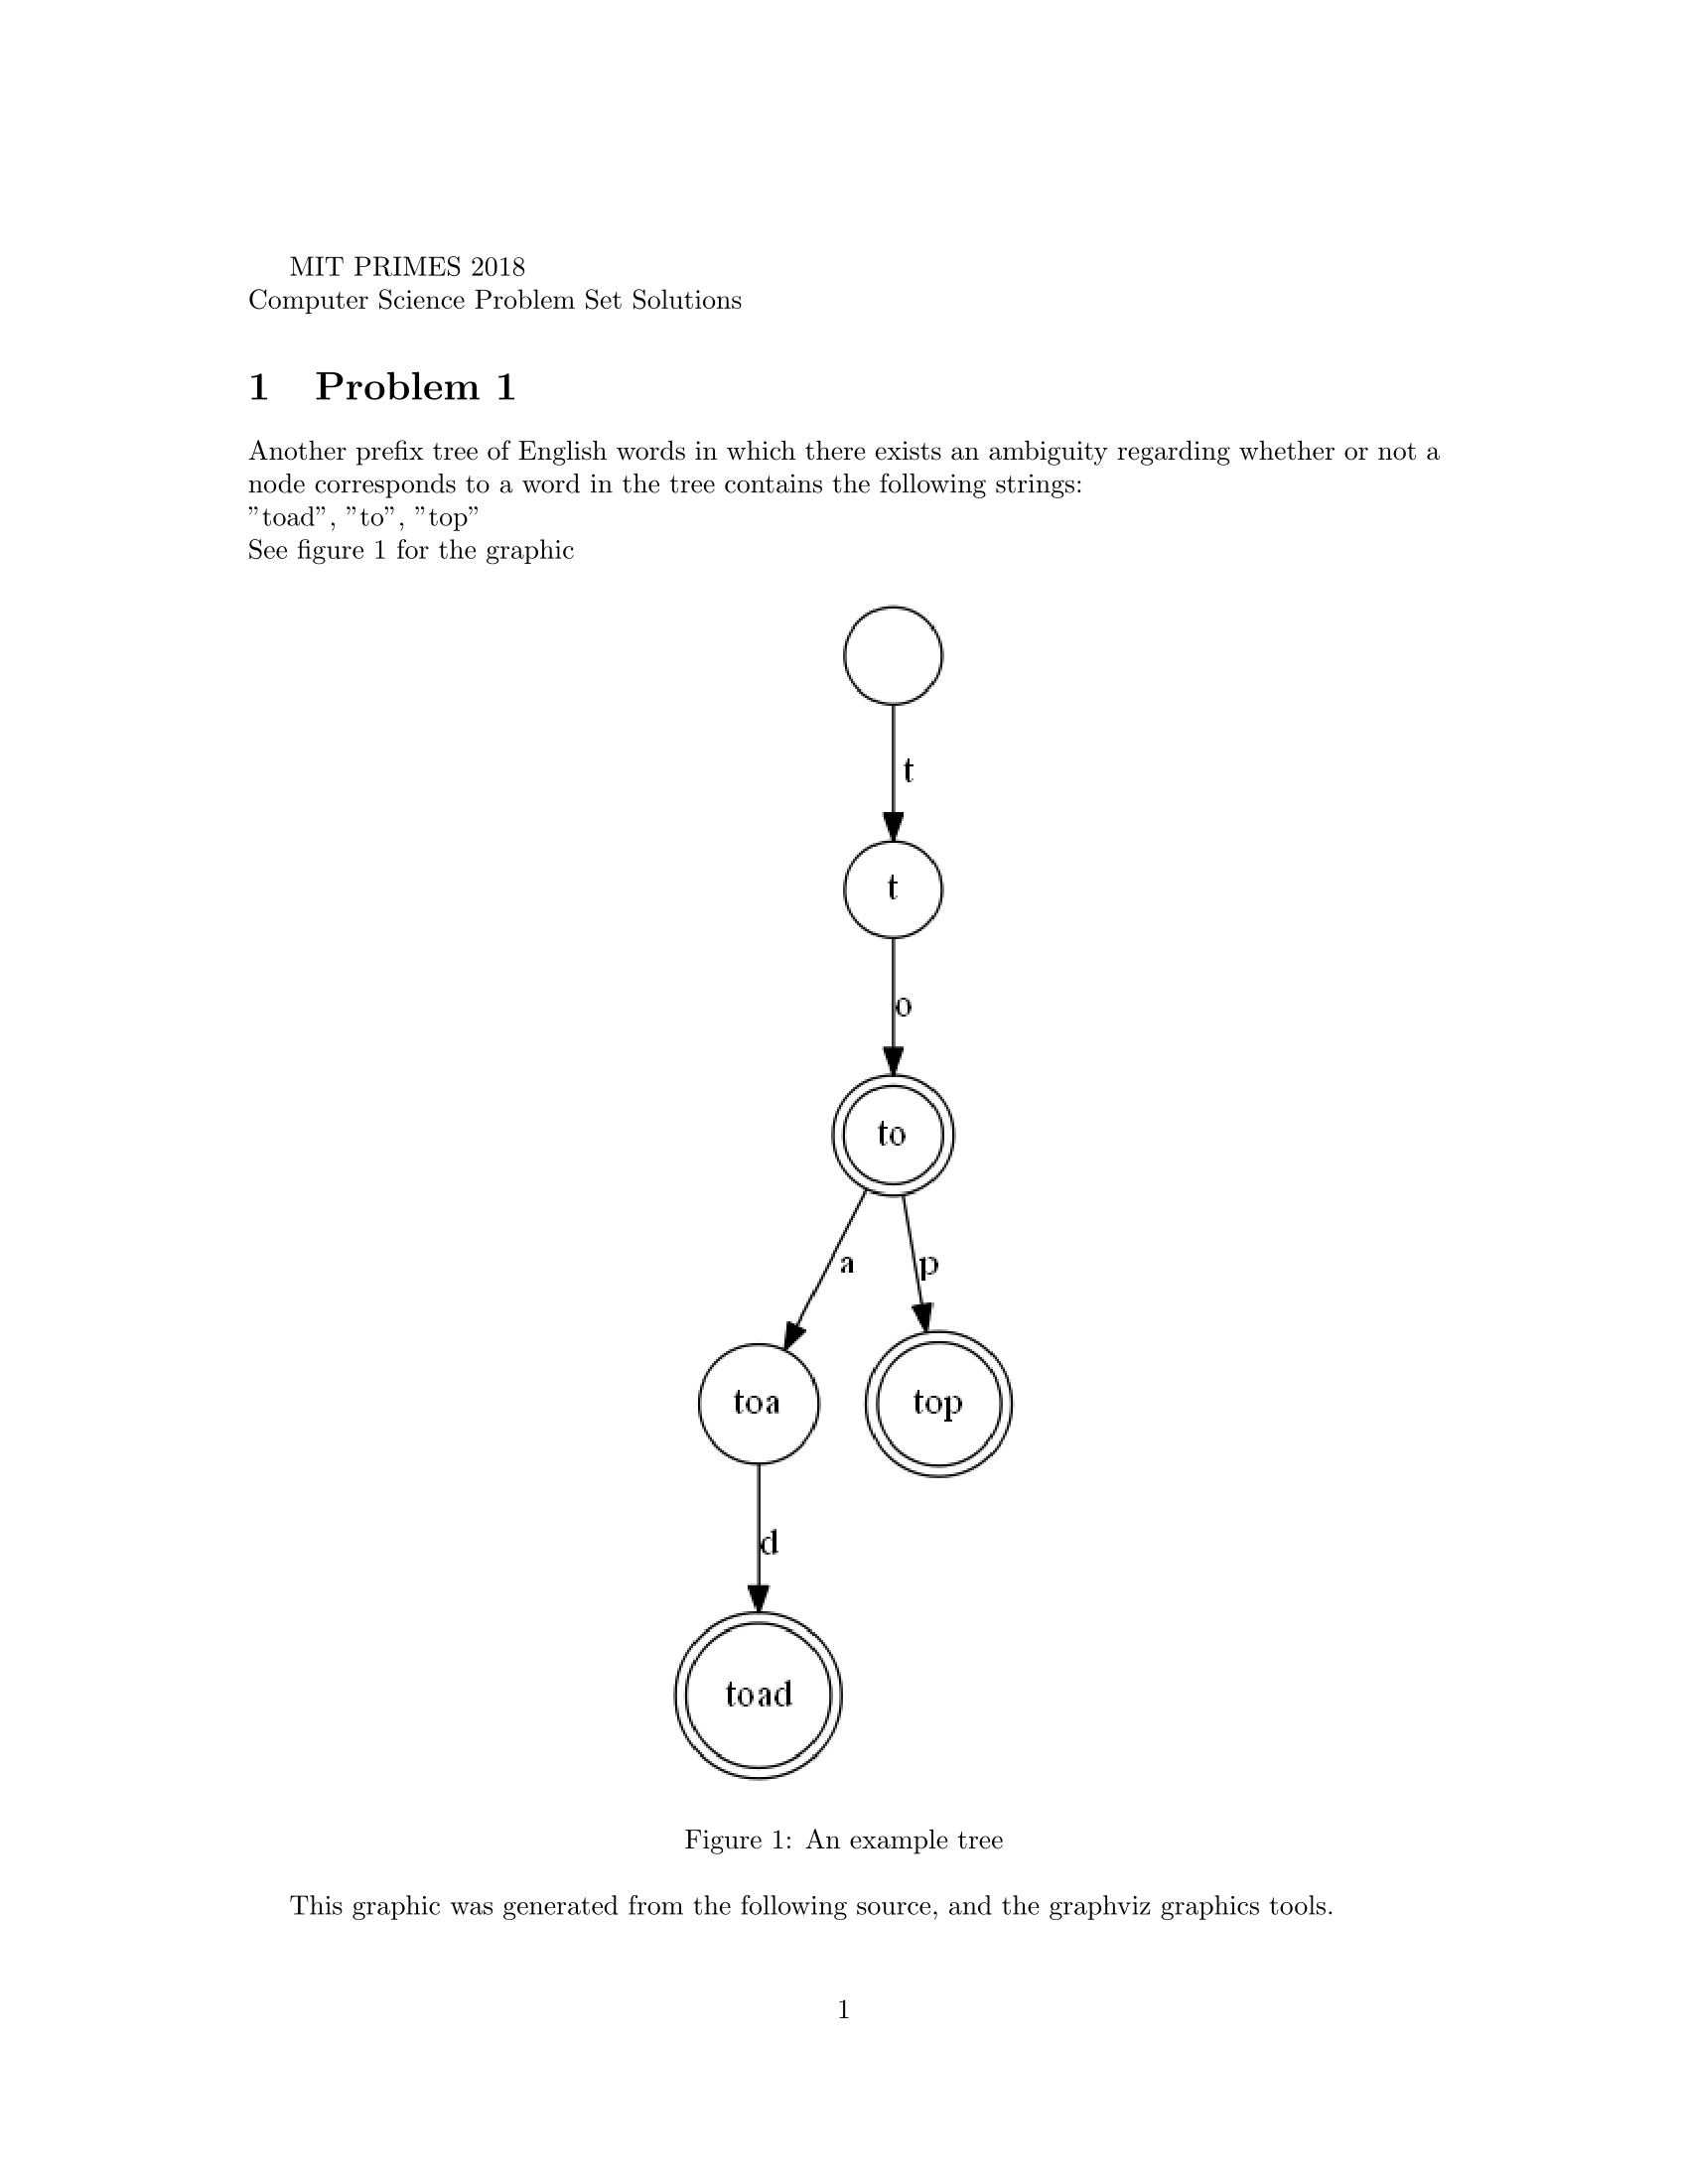 MIT PRIMES 2018
Computer Science Problem Set Solutions
1 Problem 1
Another prefix tree of English words in which there exists an ambiguity regarding whether or not a
node corresponds to a word in the tree contains the following strings:
”toad”, ”to”, ”top”
See figure 1 for the graphic
t
t
o
to
a
p
toa
top
d
toad
Figure 1: An example tree
This graphic was generated from the following source, and the graphviz graphics tools.
1